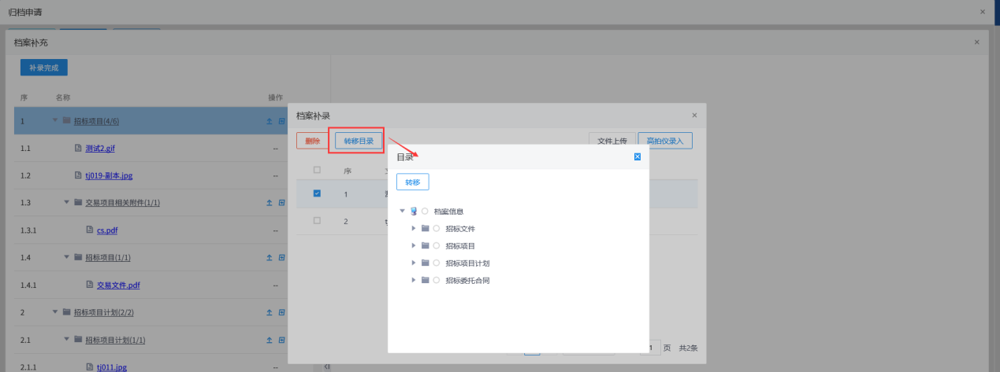 归档申请
档案补充
补录完成
序 名称 操作
1 招标项目(4/6)
1.1 测试2.gif --
1.2 tj019-副本.jpg --
1.3 交易项目相关附件(1/1)
1.3.1 cs.pdf --
1.4 招标项目(1/1)
1.4.1 交易文件.pdf --
2 招标项目计划(2/2)
2.1 招标项目计划(1/1)
2.1.1 tj011.jpg --
档案补录
删除 转移目录 文件上传 高拍仪录入
序
1
2
1 页 共2条
目录
转移
档案信息
招标文件
招标项目
招标项目计划
招标委托合同